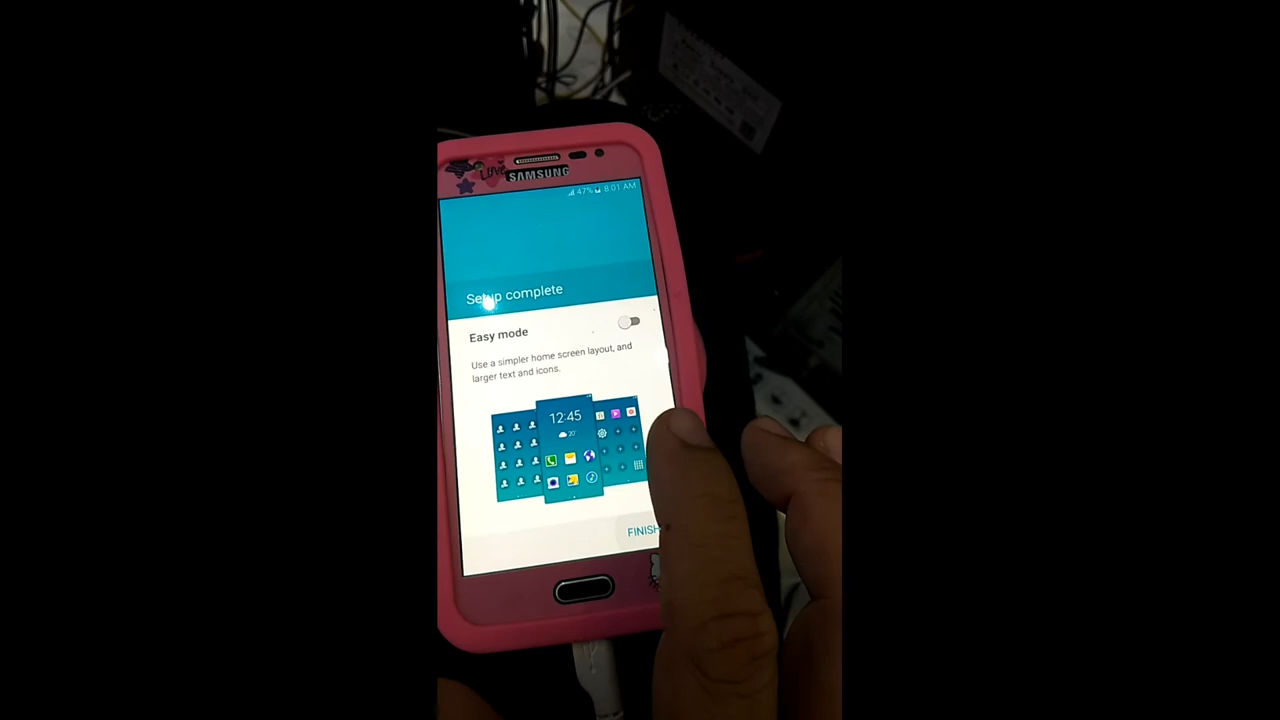 Love
SAMSUNG
47% 8:01 AM
Setup complete
Easy mode
Use a simpler home screen layout, and
larger text and icons.
12:45
FINISH